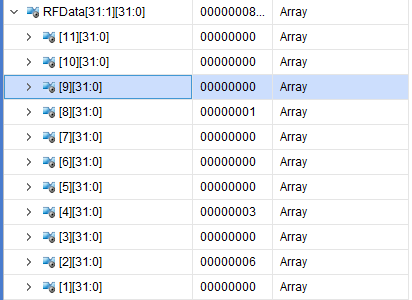 RFData[31:1][31:0] 00000008... Array
[11][31:0] 00000000 Array
[10][31:0] 00000000 Array
[9][31:0] 00000000 Array
[8][31:0] 00000001 Array
[7][31:0] 00000000 Array
[6][31:0] 00000000 Array
[5][31:0] 00000000 Array
[4][31:0] 00000003 Array
[3][31:0] 00000000 Array
[2][31:0] 00000006 Array
[1][31:0] 00000000 Array